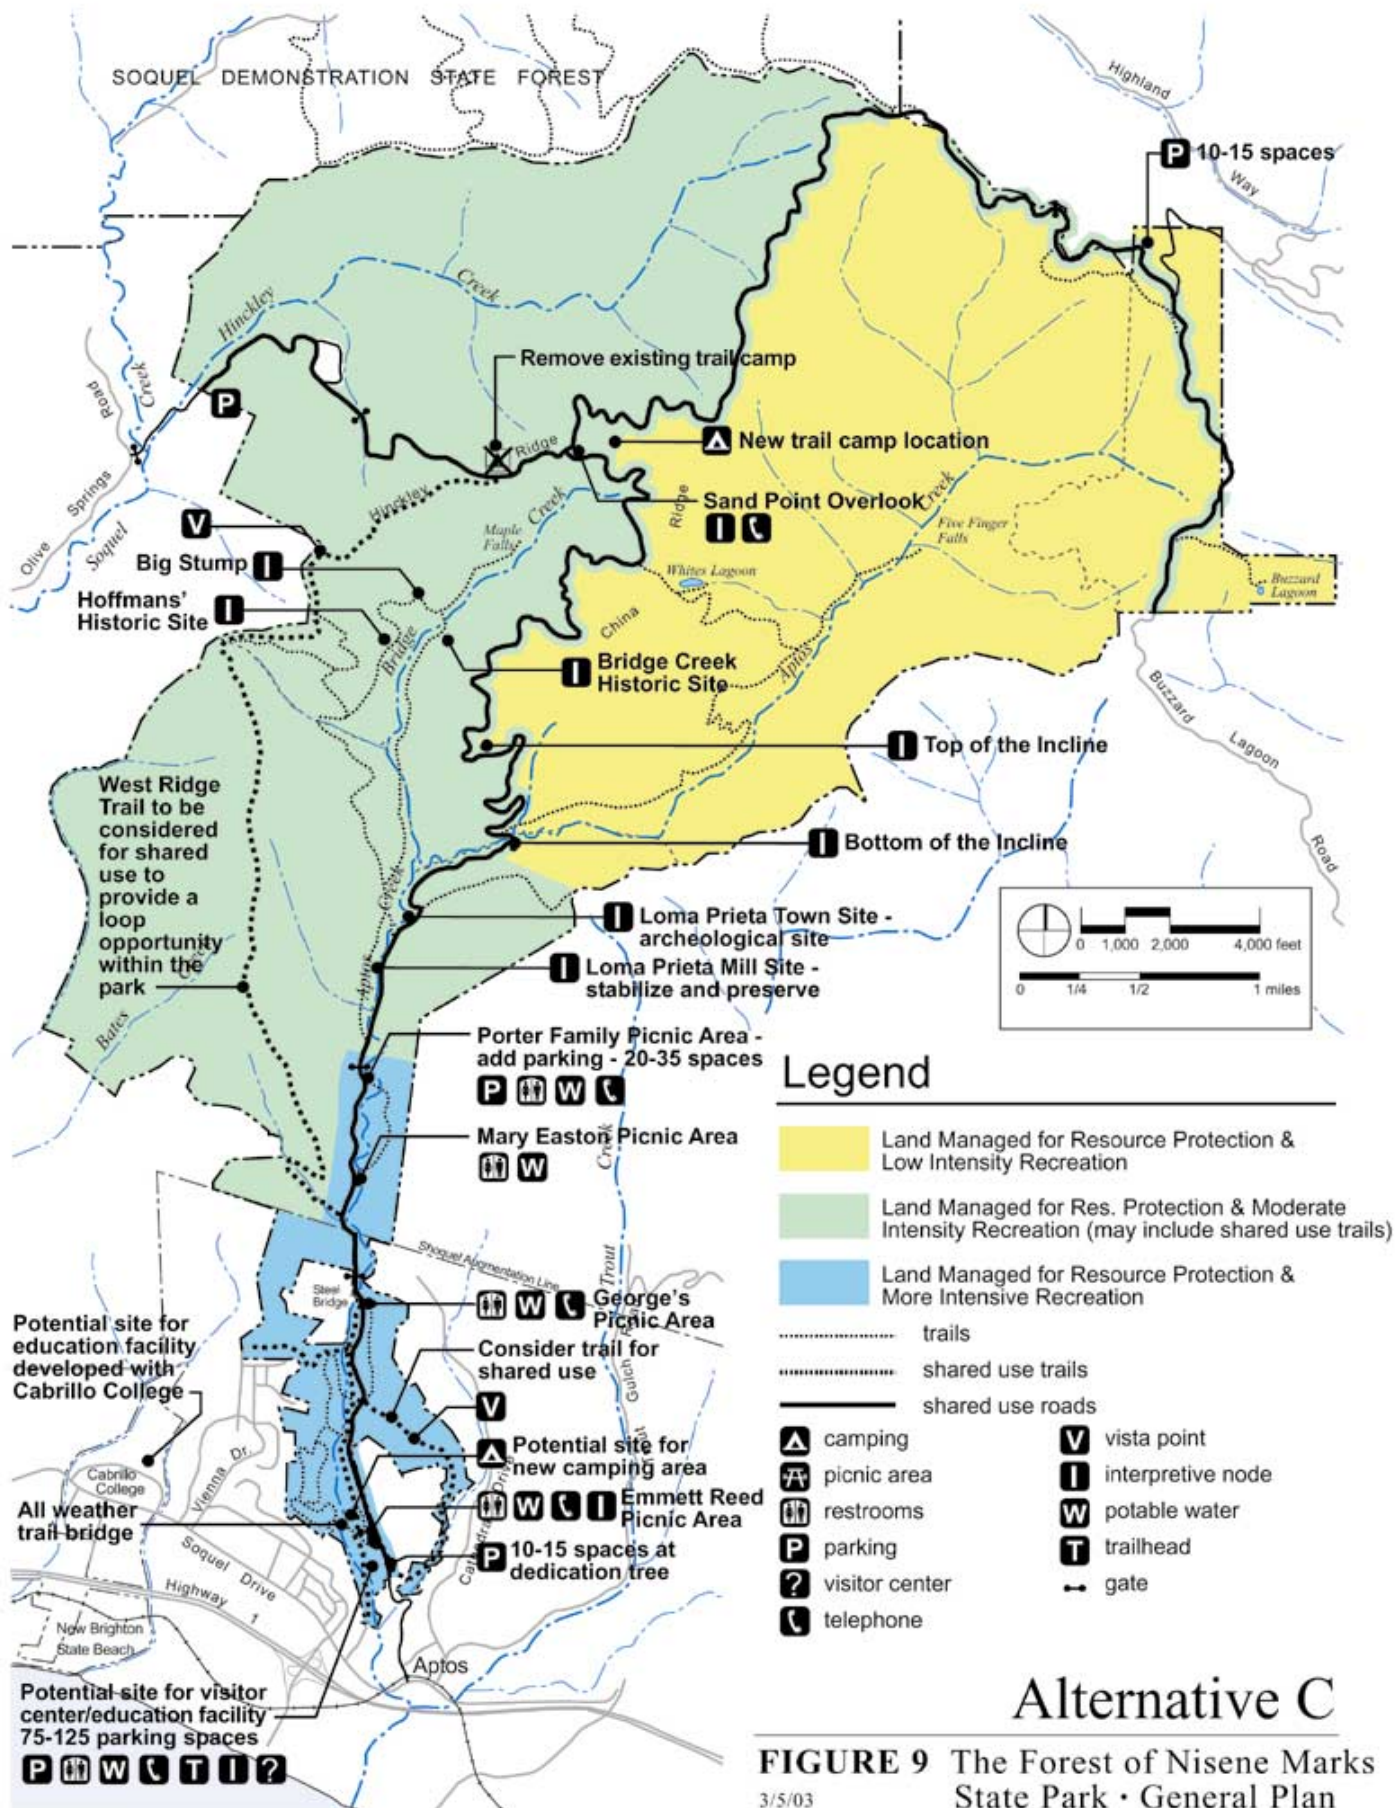 SOQUEL DEMONSTRATION STATE FOREST
Highland
Way
P 10-15 spaces
Hinckley
Creek
Road
Creek
P
Remove existing trail camp
Ridge
New trail camp location
Hinckley
Springs
Olive
Soquel
Creek
Sand Point Overlook
Ridge
Creek
V
Maple
Falls
Five Finger
Falls
Big Stump
Whites Lagoon
Buzzard
Lagoon
Hoffmans'
Historic Site
China
Bridge
Aptos
Bridge Creek
Historic Site
Buzzard
Lagoon
Road
Top of the Incline
West Ridge
Trail to be
considered
for shared
use to
provide a
loop
opportunity
within the
park
Bates
Creek
Bottom of the Incline
Creek
Aptos
Loma Prieta Town Site -
archeological site
Loma Prieta Mill Site -
stabilize and preserve
0 1,000 2,000 4,000 feet
0 1/4 1/2 1 miles
Porter Family Picnic Area -
add parking - 20-35 spaces
P W
Mary Easton Picnic Area
W
Creek
Trout
Shoquel Augmentation Line
Steel
Bridge
W George's
Picnic Area
Gulch
Consider trail for
shared use
V
Potential site for
education facility
developed with
Cabrillo College
Potential site for
new camping area
W I Emmett Reed
Picnic Area
P 10-15 spaces at
dedication tree
Cabrillo
College
Vienna Dr.
All weather
trail bridge
Soquel Drive
Highway 1
New Brighton
State Beach
Aptos
Potential site for visitor
center/education facility
75-125 parking spaces
P W T I ?
Legend
Land Managed for Resource Protection &
Low Intensity Recreation
Land Managed for Res. Protection & Moderate
Intensity Recreation (may include shared use trails)
Land Managed for Resource Protection &
More Intensive Recreation
trails
shared use trails
shared use roads
camping
picnic area
restrooms
P parking
? visitor center
telephone
V vista point
I interpretive node
W potable water
T trailhead
gate
Alternative C
FIGURE 9 The Forest of Nisene Marks
3/5/03 State Park · General Plan